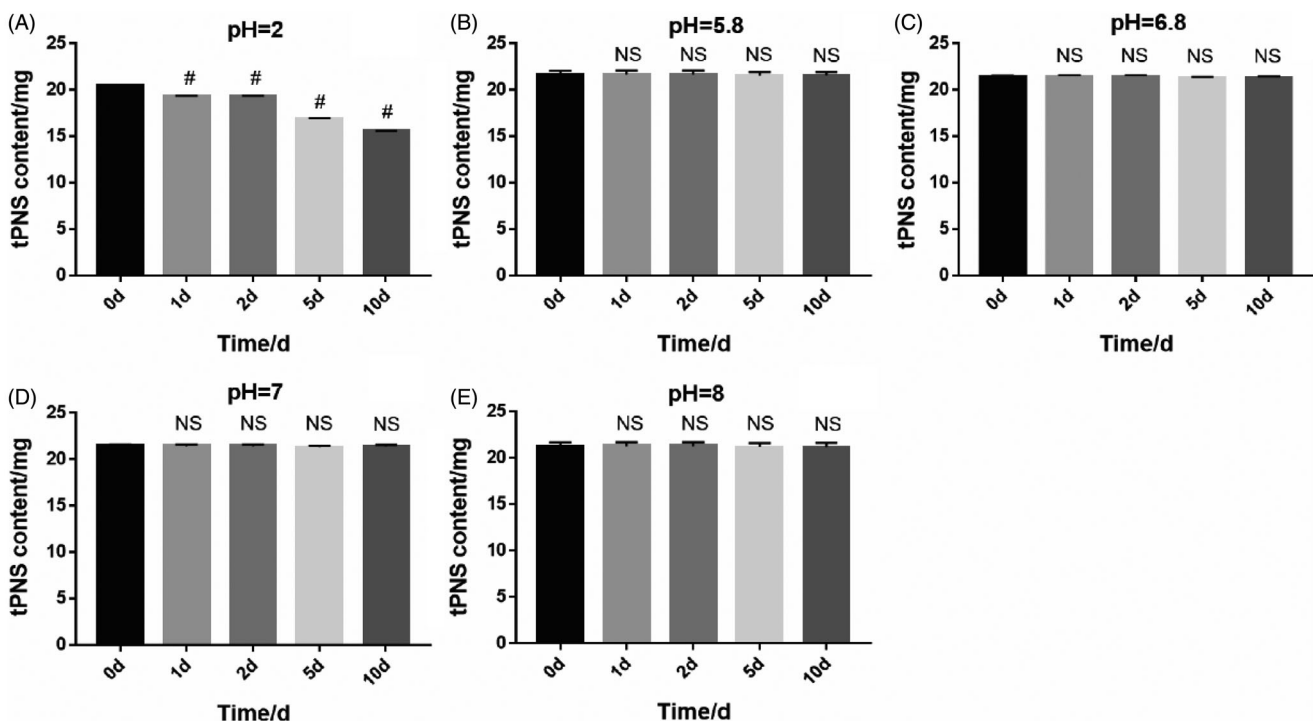 (A)
pH=2
tPNS content/mg
25
20
15
10
5
0
#
#
#
#
0d
1d
2d
5d
10d
Time/d
(B)
pH=5.8
tPNS content/mg
25
20
15
10
5
0
NS
NS
NS
NS
0d
1d
2d
5d
10d
Time/d
(C)
pH=6.8
tPNS content/mg
25
20
15
10
5
0
NS
NS
NS
NS
0d
1d
2d
5d
10d
Time/d
(D)
pH=7
tPNS content/mg
25
20
15
10
5
0
NS
NS
NS
NS
0d
1d
2d
5d
10d
Time/d
(E)
pH=8
tPNS content/mg
25
20
15
10
5
0
NS
NS
NS
NS
0d
1d
2d
5d
10d
Time/d